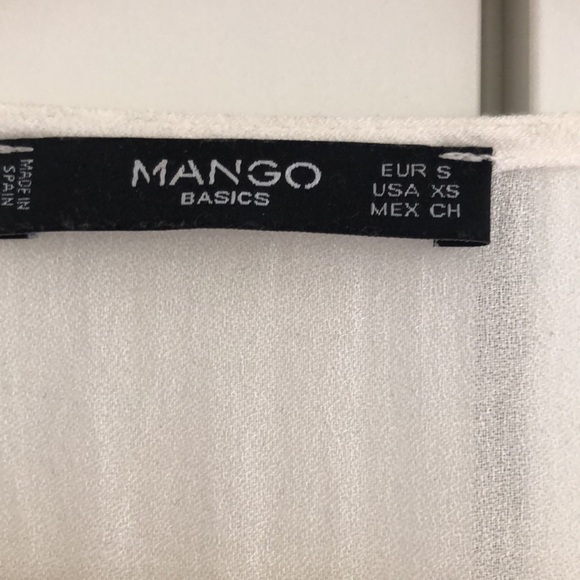 MADE IN
SPAIN
MANGO
BASICS
EUR S
USA XS
MEX CH